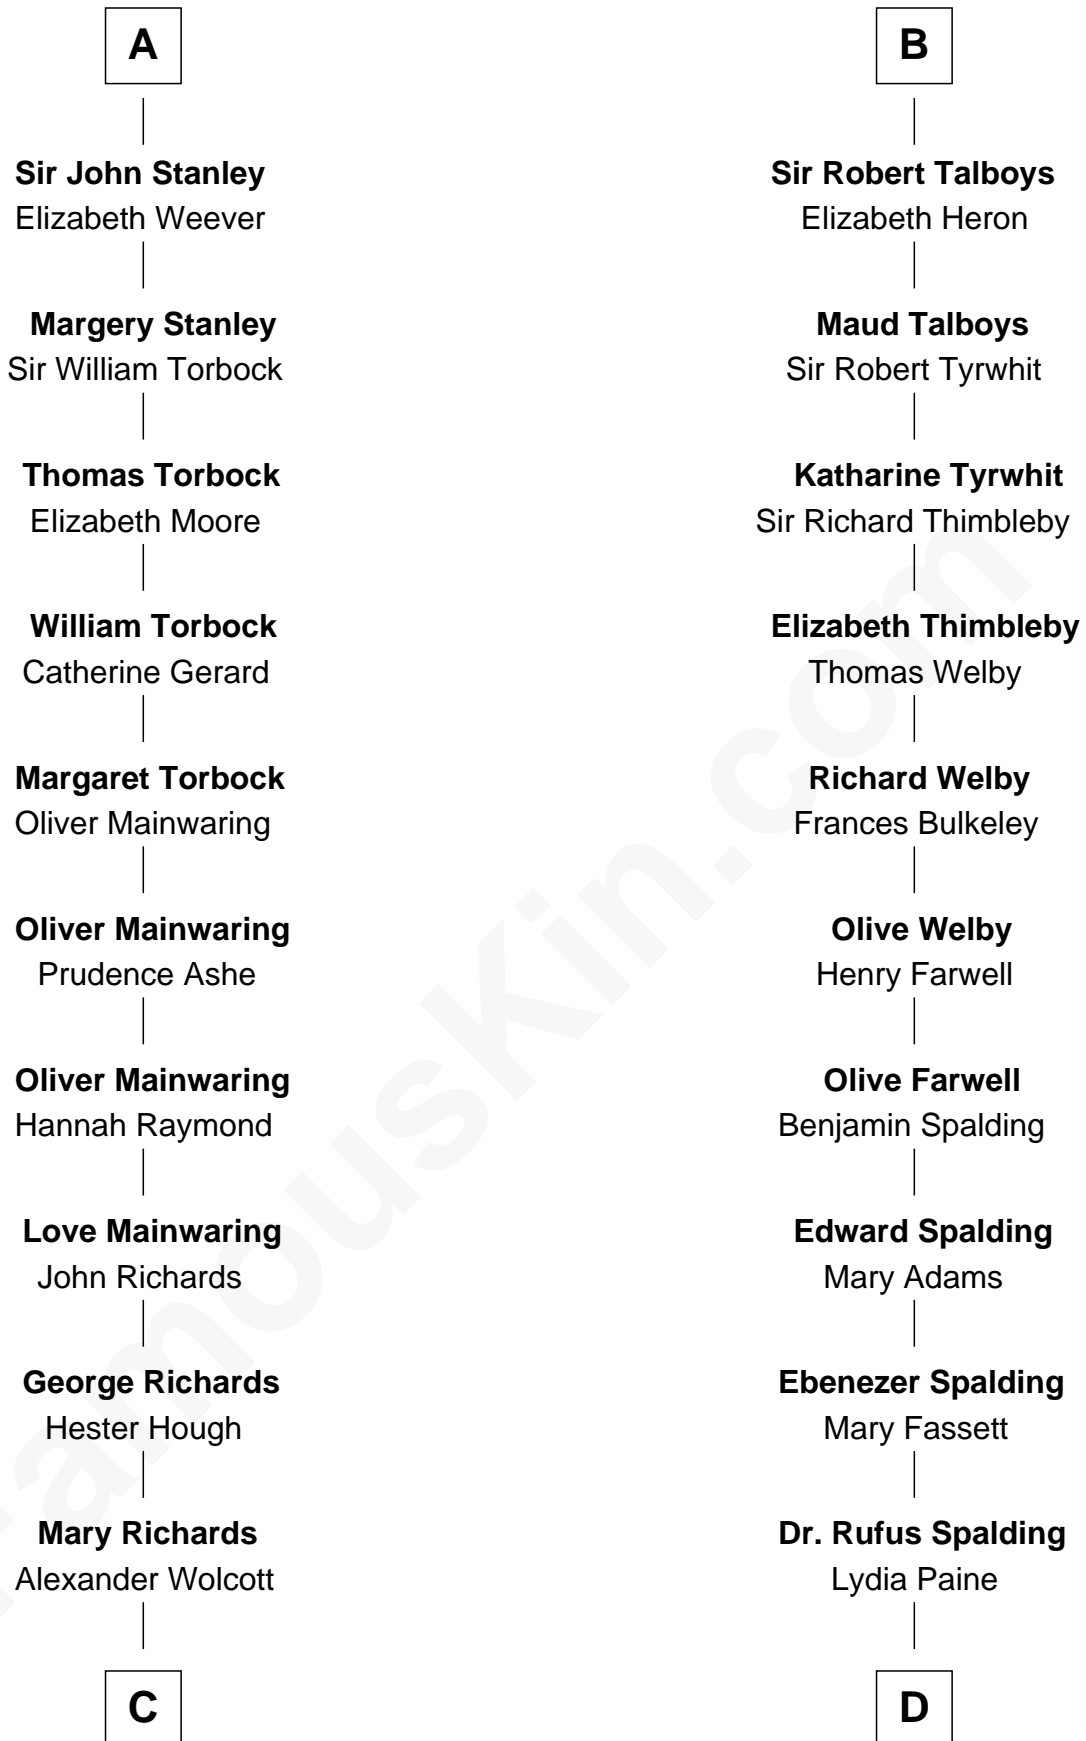 A
Sir John Stanley
Elizabeth Weever
Margery Stanley
Sir William Torbock
Thomas Torbock
Elizabeth Moore
William Torbock
Catherine Gerard
Margaret Torbock
Oliver Mainwaring
Oliver Mainwaring
Prudence Ashe
Oliver Mainwaring
Hannah Raymond
Love Mainwaring
John Richards
George Richards
Hester Hough
Mary Richards
Alexander Wolcott
C
B
Sir Robert Talboys
Elizabeth Heron
Maud Talboys
Sir Robert Tyrwhit
Katharine Tyrwhit
Sir Richard Thimbleby
Elizabeth Thimbleby
Thomas Welby
Richard Welby
Frances Bulkeley
Olive Welby
Henry Farwell
Olive Farwell
Benjamin Spalding
Edward Spalding
Mary Adams
Ebenezer Spalding
Mary Fassett
Dr. Rufus Spalding
Lydia Paine
D
FamousKin.com